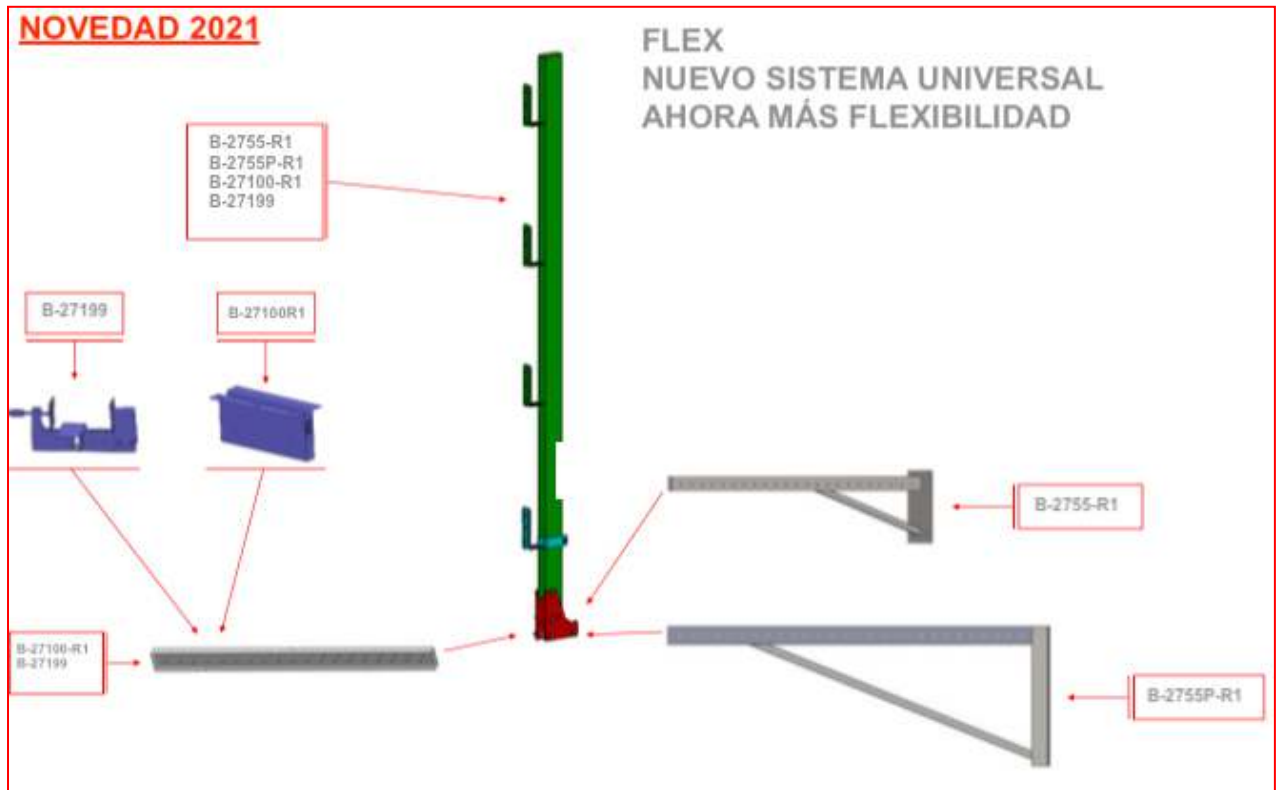 NOVEDAD 2021
FLEX
NUEVO SISTEMA UNIVERSAL
AHORA MÁS FLEXIBILIDAD
B-2755-R1
B-2755P-R1
B-27100-R1
B-27199
B-27199
B-27100R1
B-2755-R1
B-27100-R1
B-27199
B-2755P-R1